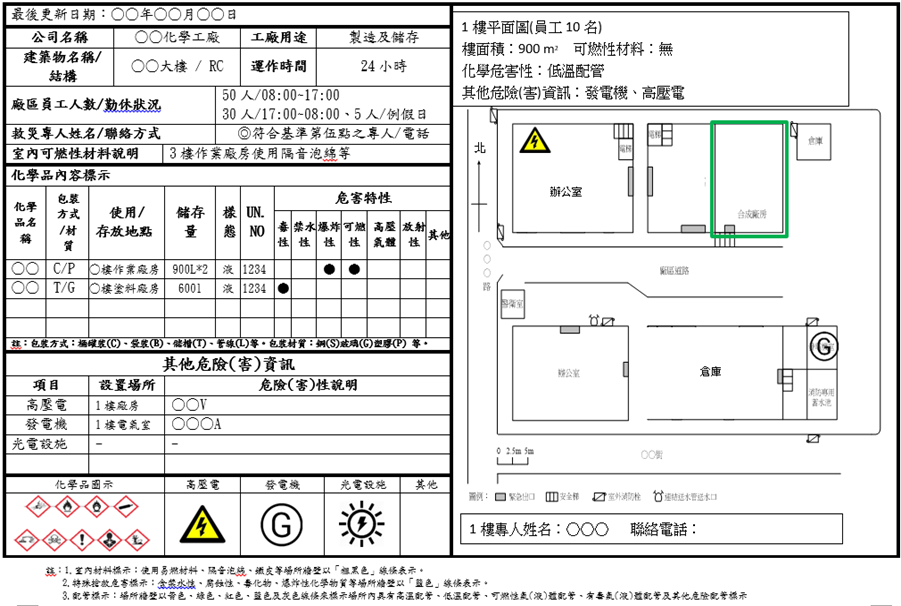 最後更新日期：○○年○○月○○日
公司名稱 ○○化學工廠 工廠用途 製造及儲存
建築物名稱/結構 ○○大樓 / RC 運作時間 24 小時
廠區員工人數/勤休狀況 50 人/08:00~17:00
30 人/17:00~08:00、5 人/例假日
救災專人姓名/聯絡方式 ◎符合基準第伍點之專人/電話
室內可燃性材料說明 3 樓作業廠房使用隔音泡綿等
化學品內容標示
化學品名稱 包裝方式/材質 使用/存放地點 儲存量 樣態 UN.NO 危害特性
毒性 禁水性 爆炸性 可燃性 高壓氣體 放射性 其他
○○ C/P ○樓作業廠房 900L*2 液 1234 ● ●
○○ T/G ○樓塗料廠房 6001 液 1234 ●
註：包裝方式：桶罐裝(C)、袋裝(B)、儲槽(T)、管線(L)等。包裝材質：鋼(S)玻璃(G)塑膠(P) 等。
其他危險(害)資訊
項目 設置場所 危險(害)性說明
高壓電 1 樓廠房 ○○V
發電機 1 樓電氣室 ○○○A
光電設施 － －
化學品圖示 高壓電 發電機 光電設施 其他
G
1 樓平面圖(員工 10 名)
樓面積：900 m² 可燃性材料：無
化學危害性：低溫配管
其他危險(害)資訊：發電機、高壓電
北
○○○路
辦公室
電梯
電梯
合成廠房
倉庫
廠區道路
警衛室
辦公室
倉庫
G
消防專用蓄水池
0 2.5m 5m
○○街
圖例： 緊急出口 安全梯 室外消防栓 連結送水管送水口
1 樓專人姓名：○○○ 聯絡電話：
註：1.室內材料標示：使用易燃材料、隔音泡綿、鐵皮等場所牆壁以「粗黑色」線條表示。
2.特殊搶救危害標示：含禁水性、腐蝕性、毒化物、爆炸性化學物質等場所牆壁以「藍色」線條表示。
3.配管標示：場所牆壁以黃色、綠色、紅色、藍色及灰色線條來標示場所內具有高溫配管、低溫配管、可燃性氣(液)體配管、有毒氣(液)體配管及其他危險配管標示